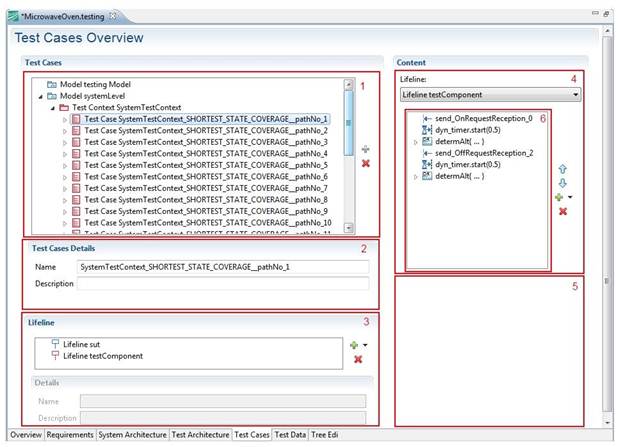 *MicrowaveOven.testing
Test Cases Overview
Test Cases
1
Model testing Model
Model systemLevel
Test Context SystemTestContext
Test Case SystemTestContext_SHORTEST_STATE_COVERAGE__pathNo_1
Test Case SystemTestContext_SHORTEST_STATE_COVERAGE__pathNo_2
Test Case SystemTestContext_SHORTEST_STATE_COVERAGE__pathNo_3
Test Case SystemTestContext_SHORTEST_STATE_COVERAGE__pathNo_4
Test Case SystemTestContext_SHORTEST_STATE_COVERAGE__pathNo_5
Test Case SystemTestContext_SHORTEST_STATE_COVERAGE__pathNo_6
Test Case SystemTestContext_SHORTEST_STATE_COVERAGE__pathNo_7
Test Case SystemTestContext_SHORTEST_STATE_COVERAGE__pathNo_8
Test Case SystemTestContext_SHORTEST_STATE_COVERAGE__pathNo_9
Test Case SystemTestContext_SHORTEST_STATE_COVERAGE__pathNo_10
Test Case SystemTestContext_SHORTEST_STATE_COVERAGE__pathNo_11
Test Cases Details
2
Name
SystemTestContext_SHORTEST_STATE_COVERAGE__pathNo_1
Description
Lifeline
3
Lifeline sut
Lifeline testComponent
Details
Name
Description
Content
Lifeline:
4
Lifeline testComponent
6
send_OnRequestReception_0
dyn_timer.start(0.5)
determAlt( ... )
send_OffRequestReception_2
dyn_timer.start(0.5)
determAlt( ... )
5
Overview Requirements System Architecture Test Architecture Test Cases Test Data Tree Edi